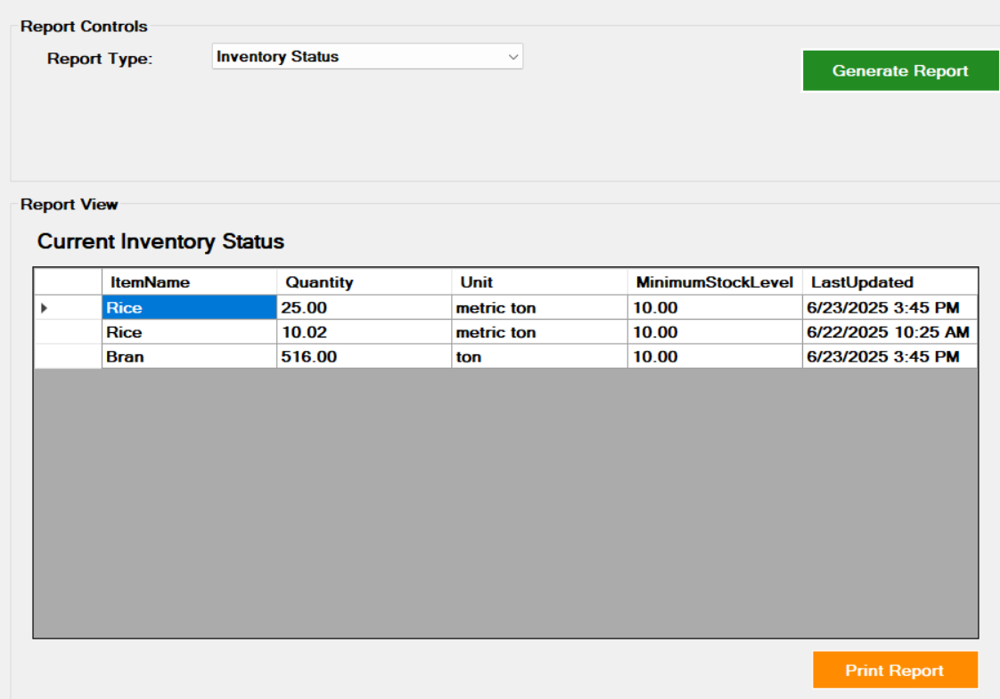 Report Controls
Report Type: Inventory Status
Generate Report
Report View
Current Inventory Status
ItemName Quantity Unit MinimumStockLevel LastUpdated
Rice 25.00 metric ton 10.00 6/23/2025 3:45 PM
Rice 10.02 metric ton 10.00 6/22/2025 10:25 AM
Bran 516.00 ton 10.00 6/23/2025 3:45 PM
Print Report